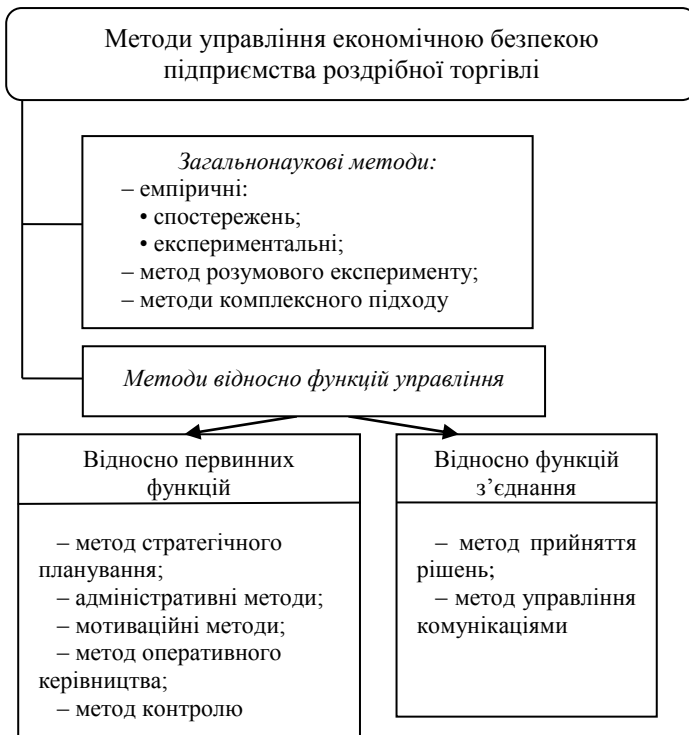 Методи управління економічною безпекою
підприємства роздрібної торгівлі
Загальнонаукові методи:
– емпіричні:
• спостережень;
• експериментальні;
– метод розумового експерименту;
– методи комплексного підходу
Методи відносно функцій управління
Відносно первинних
функцій
– метод стратегічного
планування;
– адміністративні методи;
– мотиваційні методи;
– метод оперативного
керівництва;
– метод контролю
Відносно функцій
з’єднання
– метод прийняття
рішень;
– метод управління
комунікаціями